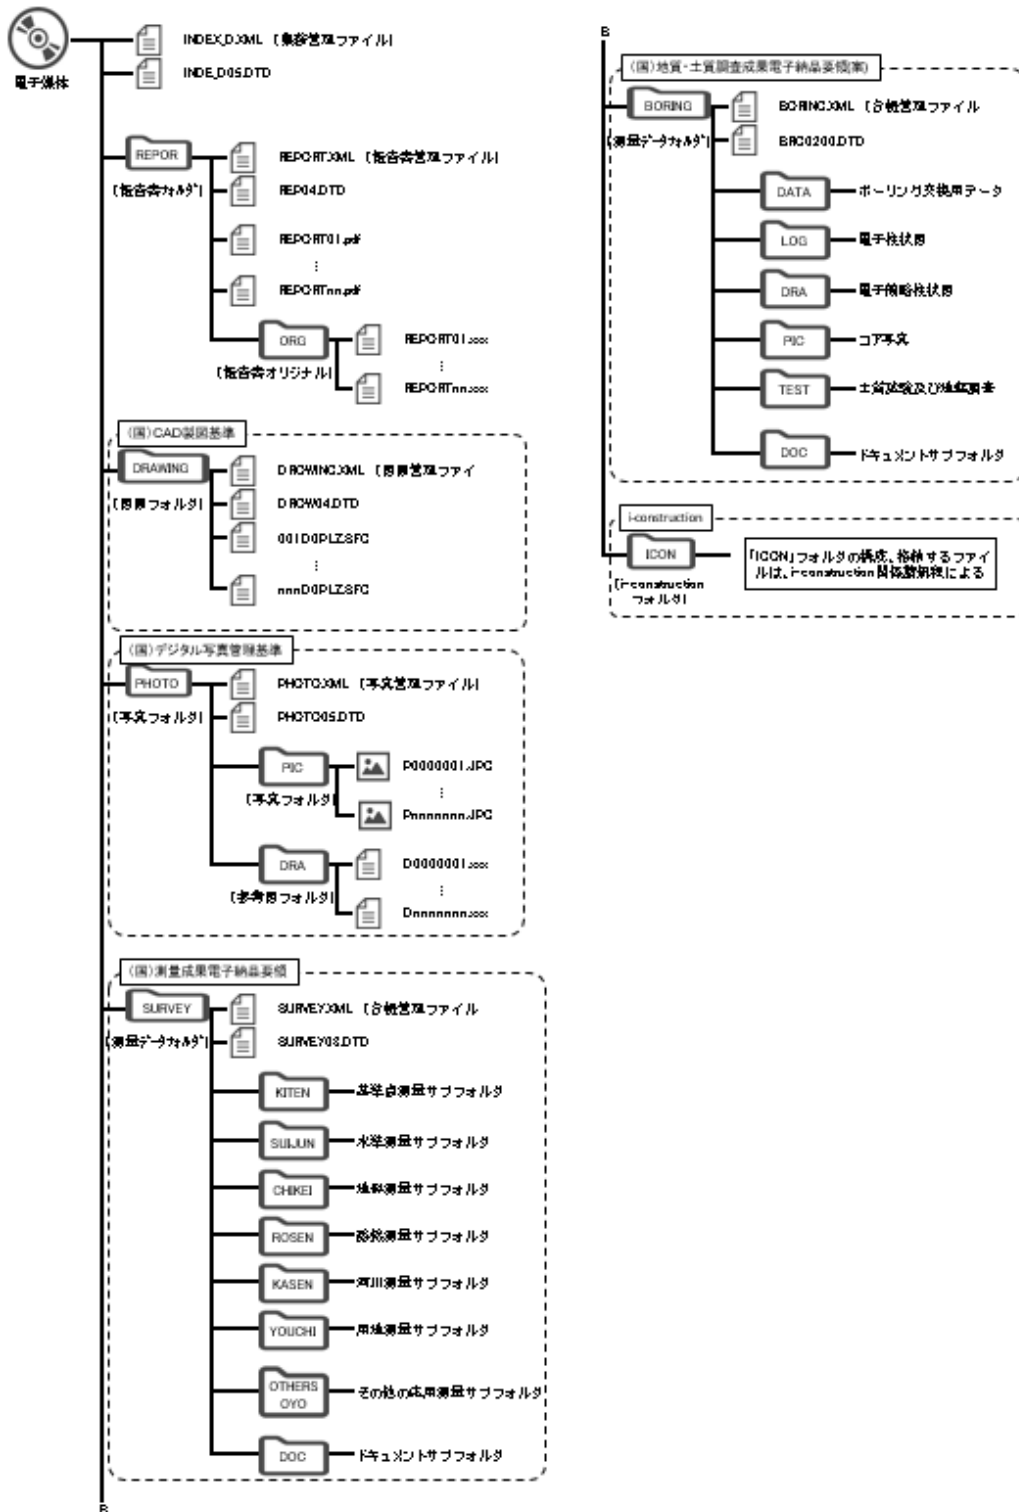 INDEX_D.XML 〔業務管理ファイル〕
電子媒体
INDE_D05.DTD
REPOR
〔報告書フォルダ〕
REPORT.XML 〔報告書管理ファイル〕
REP04.DTD
REPORT01.pdf
⋮
REPORTnn.pdf
ORG
〔報告書オリジナル〕
REPORT01.xxx
⋮
REPORTnn.xxx
(国)CAD製図基準
DRAWING
〔図面フォルダ〕
DRAWING.XML 〔図面管理ファイ
DRAW04.DTD
001D0PLZ.SFC
⋮
nnnD0PLZ.SFC
(国)デジタル写真管理基準
PHOTO
〔写真フォルダ〕
PHOTO.XML 〔写真管理ファイル〕
PHOTO05.DTD
PIC
〔写真フォルダ〕
P0000001.JPG
⋮
Pnnnnnnn.JPG
DRA
〔参考図フォルダ〕
D0000001.xxx
⋮
Dnnnnnnn.xxx
(国)測量成果電子納品要領
SURVEY
〔測量データフォルダ〕
SURVEY.XML 〔台帳管理ファイル
SURVEY03.DTD
KITEN 基準点測量サブフォルダ
SUIJUN 水準測量サブフォルダ
CHIKEI 地形測量サブフォルダ
ROSEN 路線測量サブフォルダ
KASEN 河川測量サブフォルダ
YOUCHI 用地測量サブフォルダ
OTHERS
OYO
その他の応用測量サブフォルダ
DOC ドキュメントサブフォルダ
B
B
(国)地質・土質調査成果電子納品要領(案)
BORING
〔測量データフォルダ〕
BORING.XML 〔台帳管理ファイル
BRG0200.DTD
DATA ボーリング交換用データ
LOG 電子柱状図
DRA 電子簡略柱状図
PIC コア写真
TEST 土質試験及び地盤調査
DOC ドキュメントサブフォルダ
i-construction
ICON
〔i-construction
フォルダ〕
「ICON」フォルダの構成、格納するファイ
ルは、i-construction関係
による